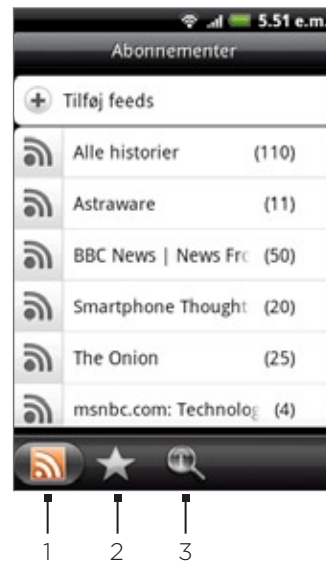 5.51 e.m.
Abonnementer
Tilføj feeds
Alle historier (110)
Astraware (11)
BBC News | News Fro (50)
Smartphone Thought (20)
The Onion (25)
msnbc.com: Technolog (4)
1 2 3